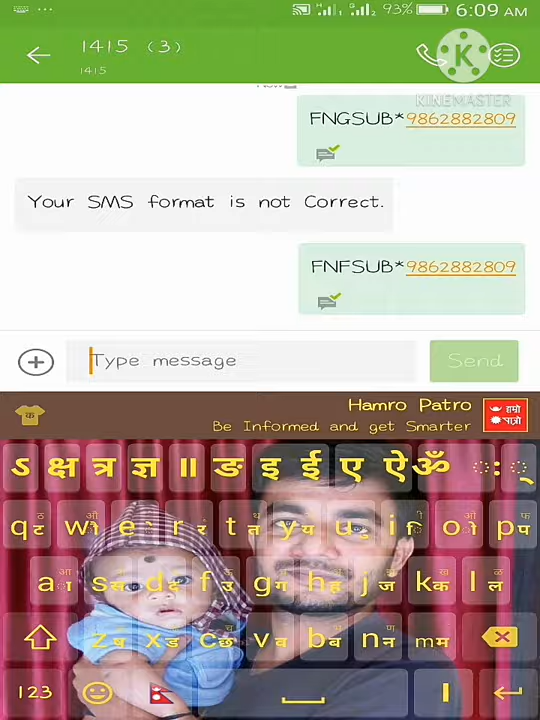 93% 6:09 AM
1415 (3)
1415
K
KINEMASTER
FNGSUB*9862882809
Your SMS format is not Correct.
FNFSUB*9862882809
Type message
Send
क
Hamro Patro
Be Informed and get Smarter
हाम्रो पात्रो
ऽ क्ष त्र ज्ञ ॥ ङ इ ई ए ऐ ॐ ः ्
q ट w e r t त y य u i o p प
a s स d द f उ g ग h ह j ज k क l ल
z ष x ड c छ v व b ब n न m म
123